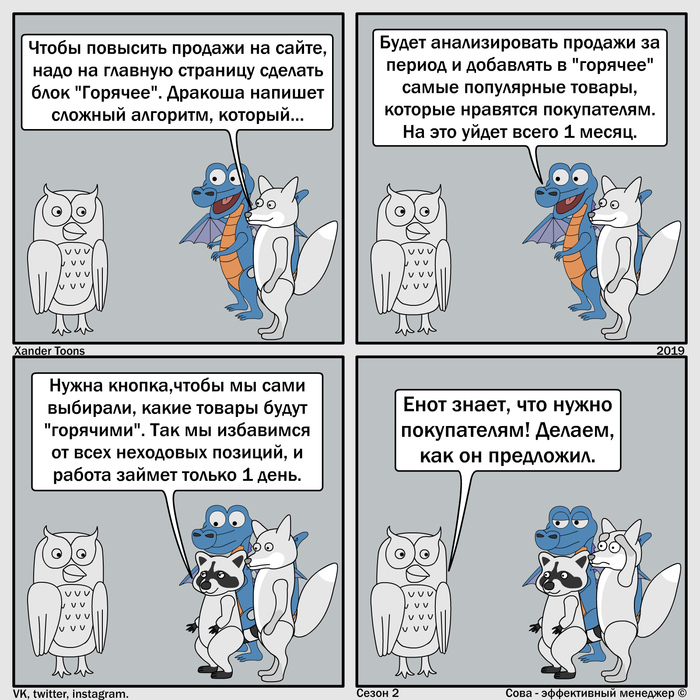 Чтобы повысить продажи на сайте,
надо на главную страницу сделать
блок "Горячее". Дракоша напишет
сложный алгоритм, который...
Будет анализировать продажи за
период и добавлять в "горячее"
самые популярные товары,
которые нравятся покупателям.
На это уйдет всего 1 месяц.
Xander Toons
2019
Нужна кнопка,чтобы мы сами
выбирали, какие товары будут
"горячими". Так мы избавимся
от всех неходовых позиций, и
работа займет только 1 день.
Енот знает, что нужно
покупателям! Делаем,
как он предложил.
VK, twitter, instagram.
Сезон 2
Сова - эффективный менеджер ©